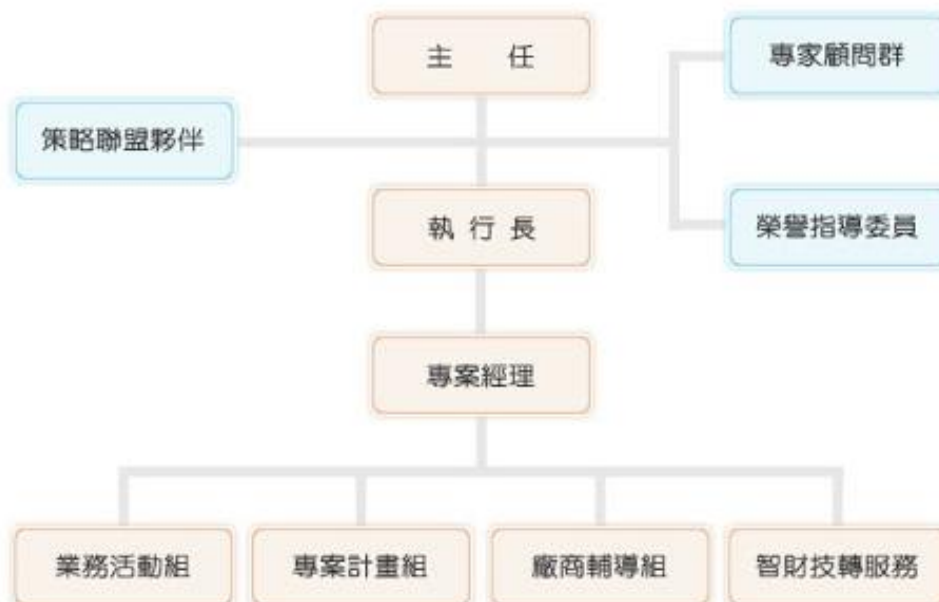 主 任
專家顧問群
策略聯盟夥伴
執 行 長
榮譽指導委員
專案經理
業務活動組
專案計畫組
廠商輔導組
智財技轉服務